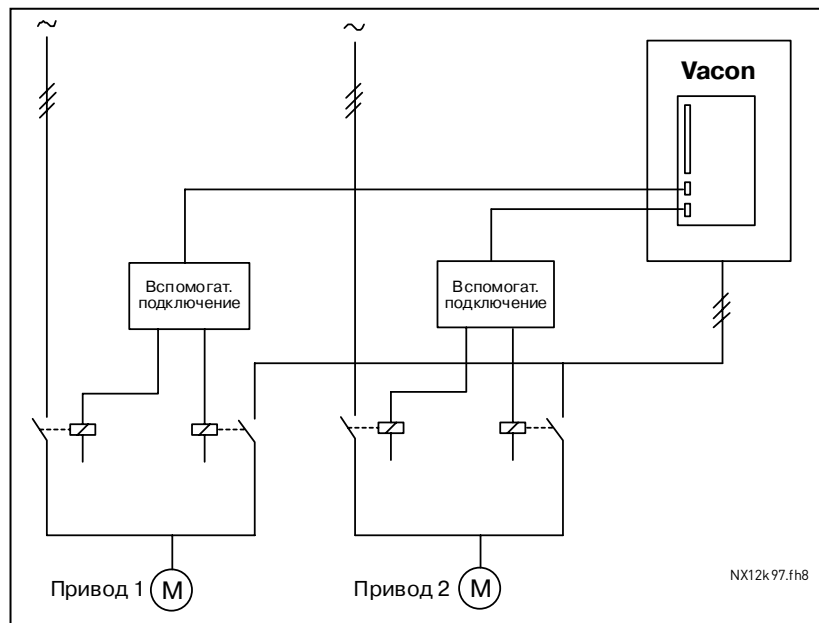 ~
~
Vacon
Вспомогат.
подключение
Вспомогат.
подключение
Привод 1
M
Привод 2
M
NX12k97.fh8